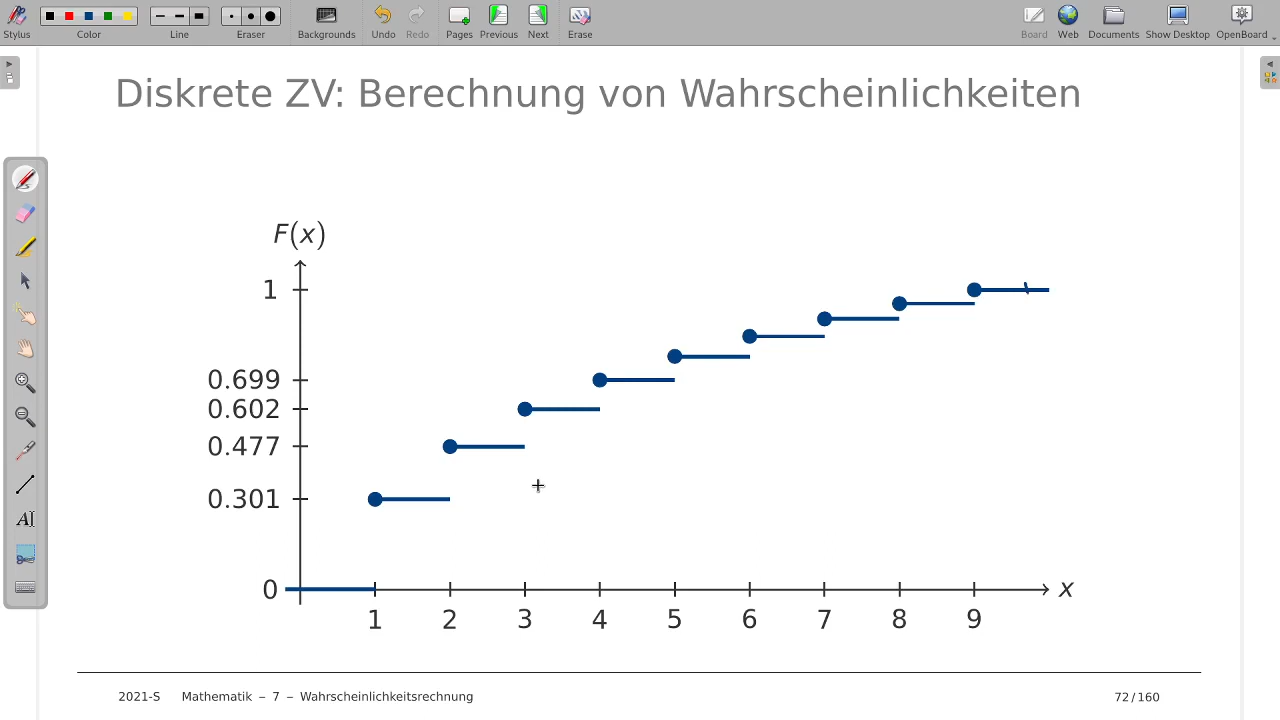 Stylus Color Line Eraser Backgrounds Undo Redo Pages Previous Next Erase Board Web Documents Show Desktop OpenBoard
Diskrete ZV: Berechnung von Wahrscheinlichkeiten
F(x)
1
0.699
0.602
0.477
0.301
0
x
1 2 3 4 5 6 7 8 9
2021-S Mathematik – 7 – Wahrscheinlichkeitsrechnung 72/160